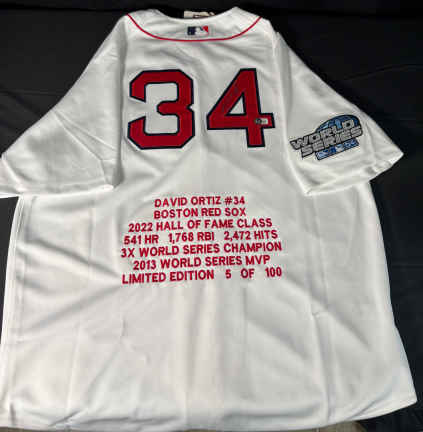 34
WORLD
SERIES
DAVID ORTIZ #34
BOSTON RED SOX
2022 HALL OF FAME CLASS
541 HR 1,768 RBI 2,472 HITS
3X WORLD SERIES CHAMPION
2013 WORLD SERIES MVP
LIMITED EDITION 5 OF 100